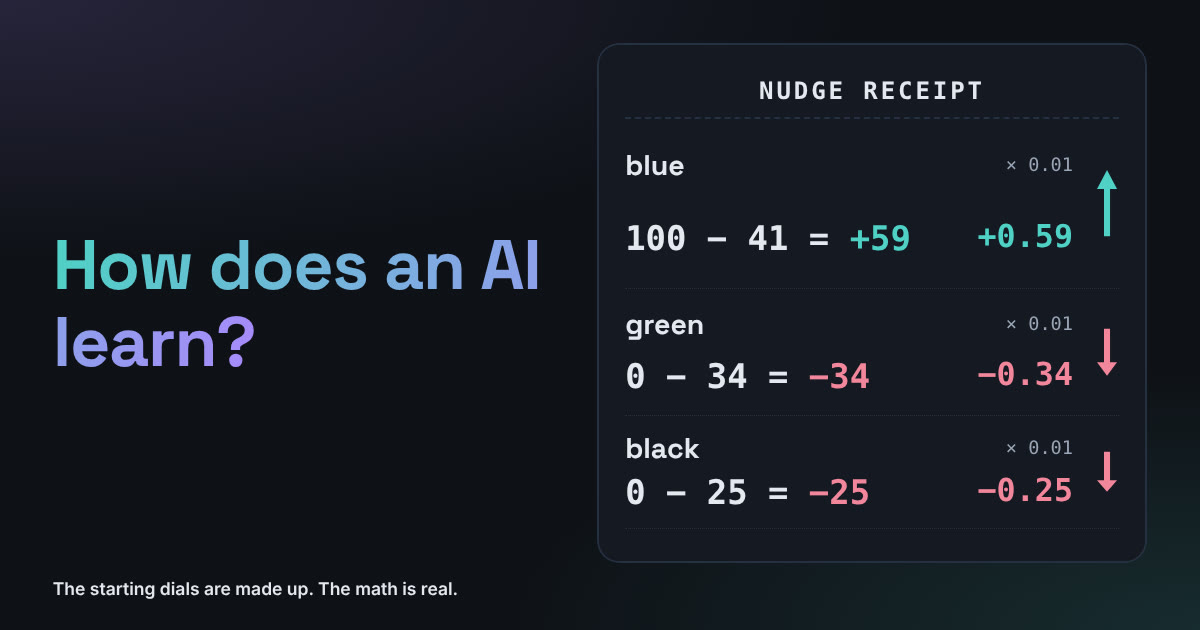 How does an AI
learn?
The starting dials are made up. The math is real.
NUDGE RECEIPT
blue
× 0.01
100 − 41 = +59
+0.59
green
× 0.01
0 − 34 = −34
−0.34
black
× 0.01
0 − 25 = −25
−0.25